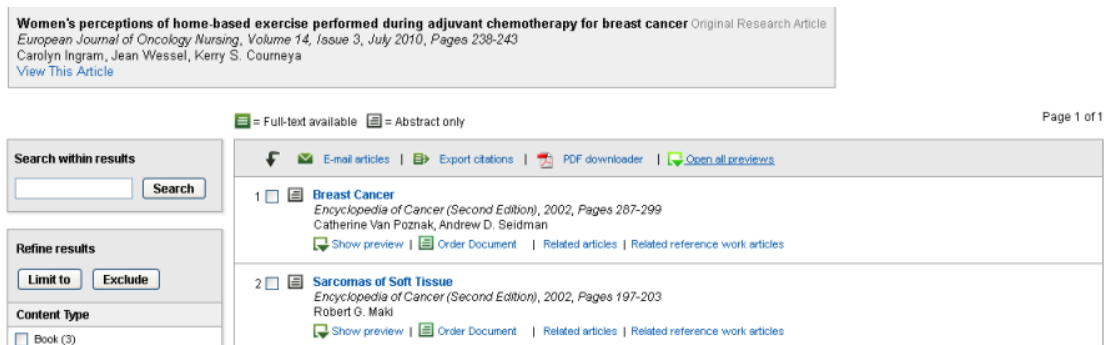 Women's perceptions of home-based exercise performed during adjuvant chemotherapy for breast cancer Original Research Article
European Journal of Oncology Nursing, Volume 14, Issue 3, July 2010, Pages 238-243
Carolyn Ingram, Jean Wessel, Kerry S. Courneya
View This Article
= Full-text available = Abstract only
Page 1 of 1
Search within results
Search
Refine results
Limit to Exclude
Content Type
Book (3)
E-mail articles | Export citations | PDF downloader | Open all previews
1 Breast Cancer
Encyclopedia of Cancer (Second Edition), 2002, Pages 287-299
Catherine Van Poznak, Andrew D. Seidman
Show preview | Order Document | Related articles | Related reference work articles
2 Sarcomas of Soft Tissue
Encyclopedia of Cancer (Second Edition), 2002, Pages 197-203
Robert G. Maki
Show preview | Order Document | Related articles | Related reference work articles